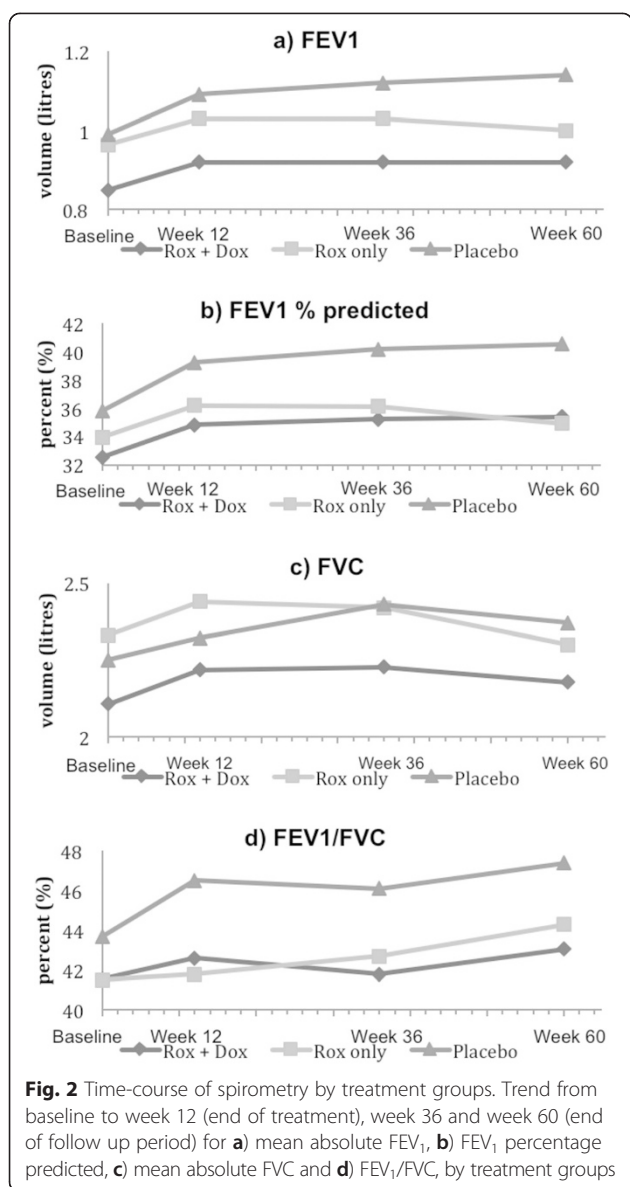 a) FEV1
1.2
1
0.8
volume (litres)
Baseline Week 12 Week 36 Week 60
Rox + Dox Rox only Placebo
b) FEV1 % predicted
42
40
38
36
34
32
percent (%)
Baseline Week 12 Week 36 Week 60
Rox + Dox Rox only Placebo
c) FVC
2.5
2
volume (litres)
Baseline Week 12 Week 36 Week 60
Rox + Dox Rox only Placebo
d) FEV1/FVC
48
46
44
42
40
percent (%)
Baseline Week 12 Week 36 Week 60
Rox + Dox Rox only Placebo
Fig. 2 Time-course of spirometry by treatment groups. Trend from
baseline to week 12 (end of treatment), week 36 and week 60 (end
of follow up period) for a) mean absolute FEV₁, b) FEV₁ percentage
predicted, c) mean absolute FVC and d) FEV₁/FVC, by treatment groups